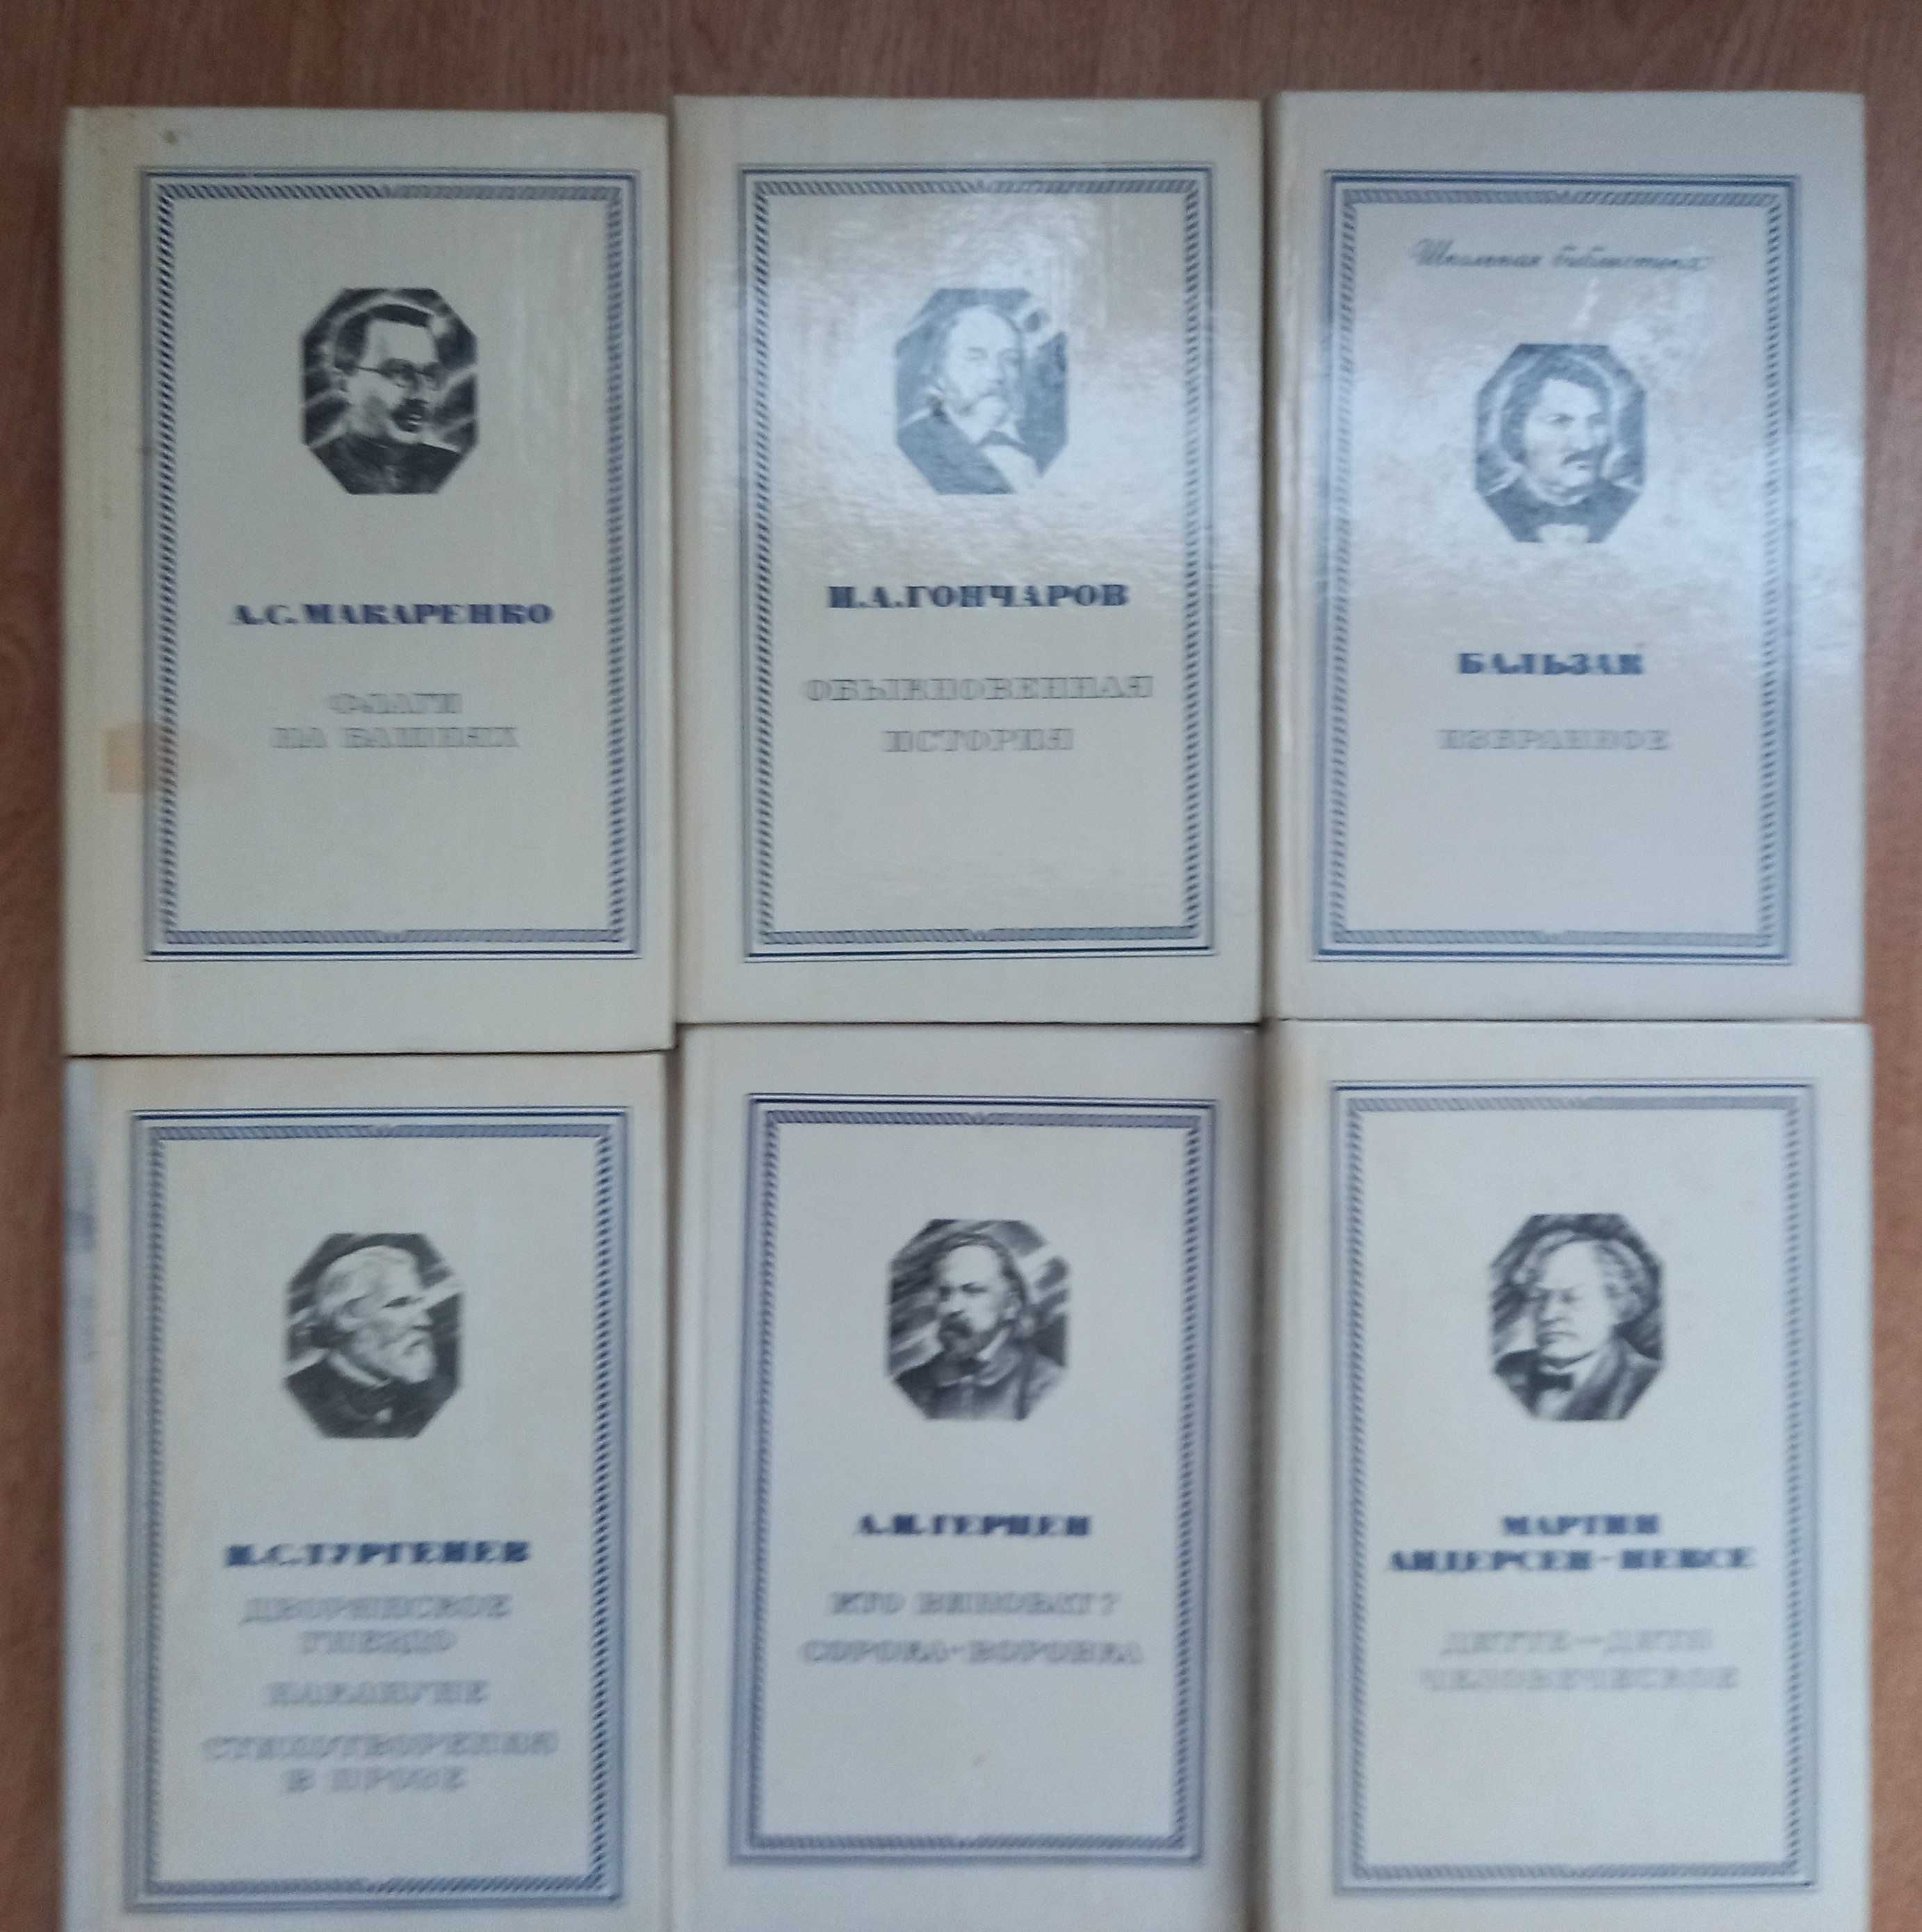 А.С.МАКАРЕНКО
ФЛАГИ
НА БАШНЯХ
И.А.ГОНЧАРОВ
ОБЫКНОВЕННАЯ
ИСТОРИЯ
Школьная библиотека
БАЛЬЗАК
ИЗБРАННОЕ
И.С.ТУРГЕНЕВ
ДВОРЯНСКОЕ
ГНЕЗДО
НАКАНУНЕ
СТИХОТВОРЕНИЯ
В ПРОЗЕ
А.И.ГЕРЦЕН
КТО ВИНОВАТ?
СОРОКА-ВОРОВКА
МАРТИН
АНДЕРСЕН-НЕКСЕ
ДИТТЕ—ДИТЯ
ЧЕЛОВЕЧЕСКОЕ